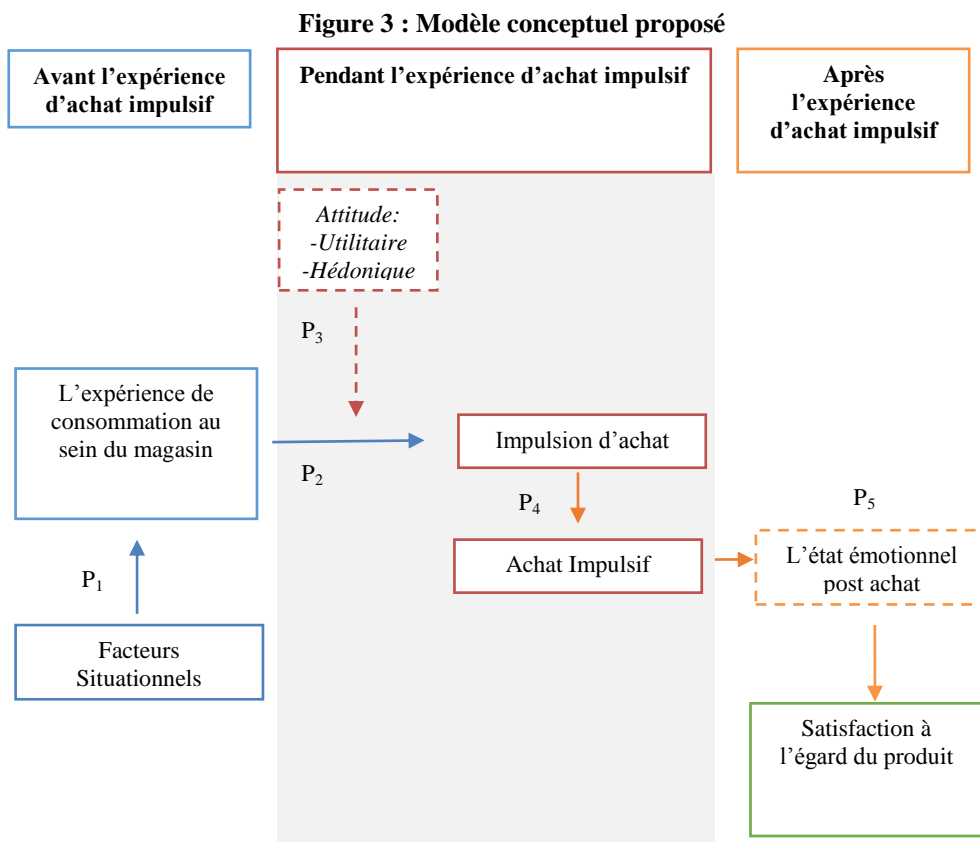 Figure 3 : Modèle conceptuel proposé
Avant l'expérience
d'achat impulsif
Pendant l'expérience d'achat impulsif
Après
l'expérience
d'achat impulsif
Attitude:
-Utilitaire
-Hédonique
P3
L'expérience de
consommation au
sein du magasin
P2
Impulsion d'achat
P4
Achat Impulsif
P5
L'état émotionnel
post achat
P1
Facteurs
Situationnels
Satisfaction à
l'égard du produit